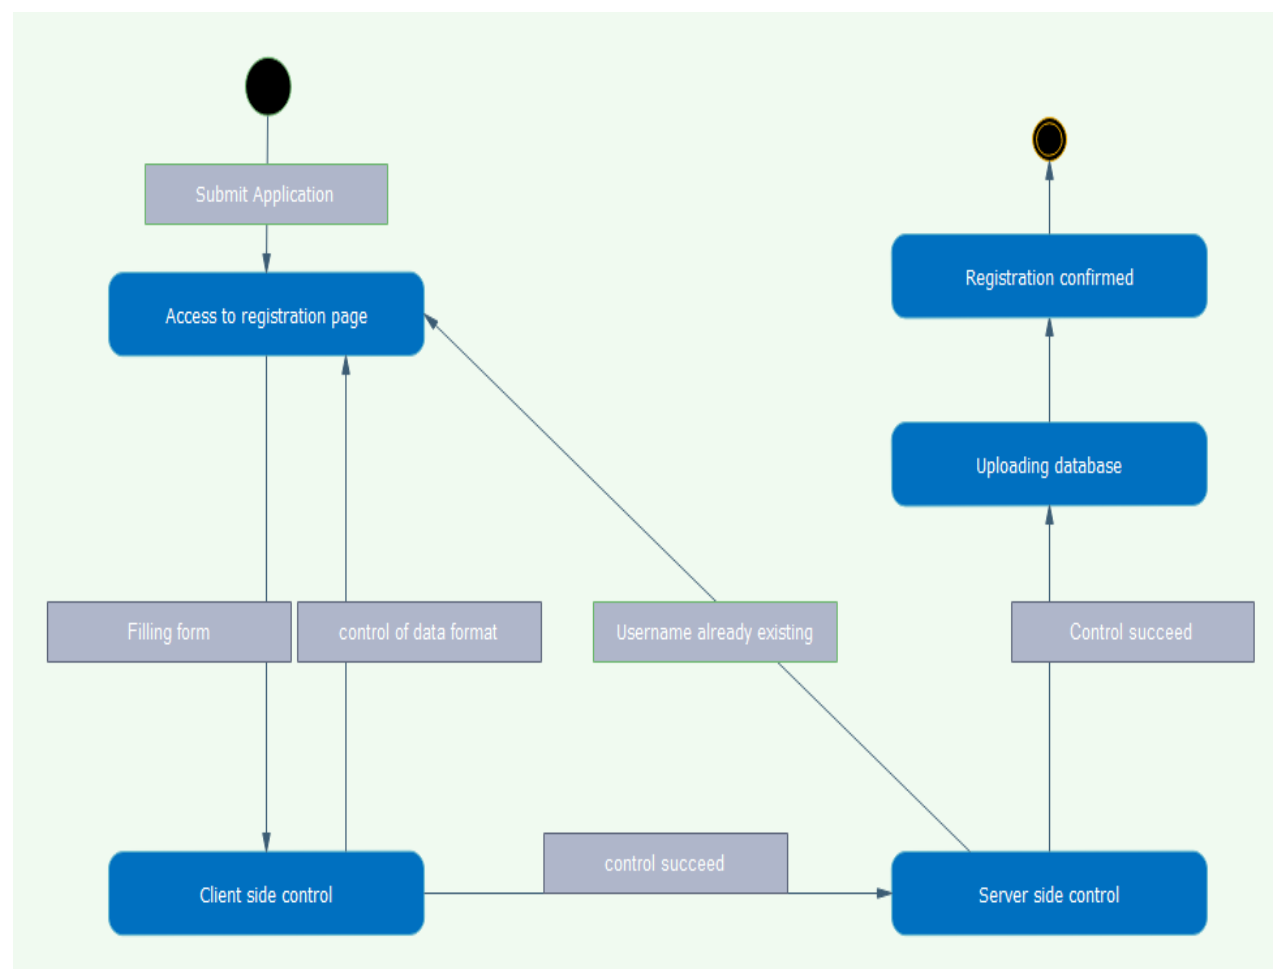 Submit Application
Access to registration page
Registration confirmed
Uploading database
Filling form
control of data format
Username already existing
Control succeed
control succeed
Client side control
Server side control